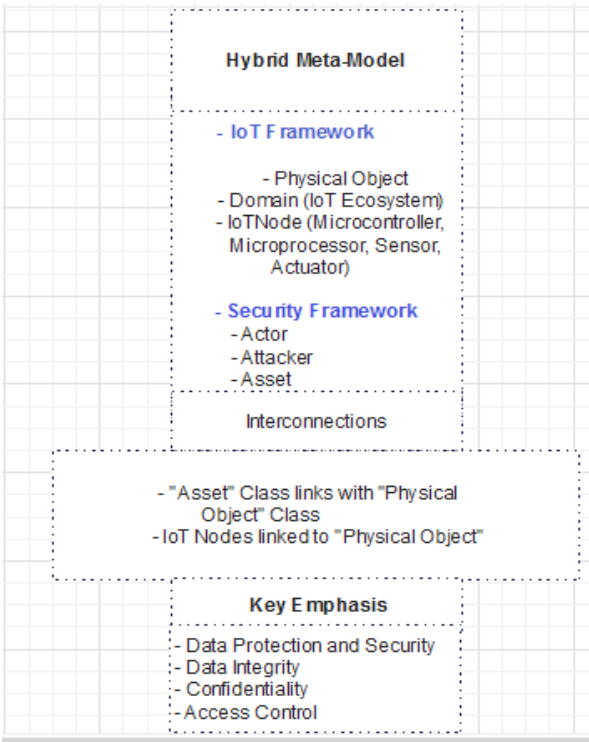 Hybrid Meta-Model
- IoT Framework
- Physical Object
- Domain (IoT Ecosystem)
- IoTNode (Microcontroller,
Microprocessor, Sensor,
Actuator)
- Security Framework
- Actor
- Attacker
- Asset
Interconnections
- "Asset" Class links with "Physical
Object" Class
- IoT Nodes linked to "Physical Object"
Key Emphasis
- Data Protection and Security
- Data Integrity
- Confidentiality
- Access Control